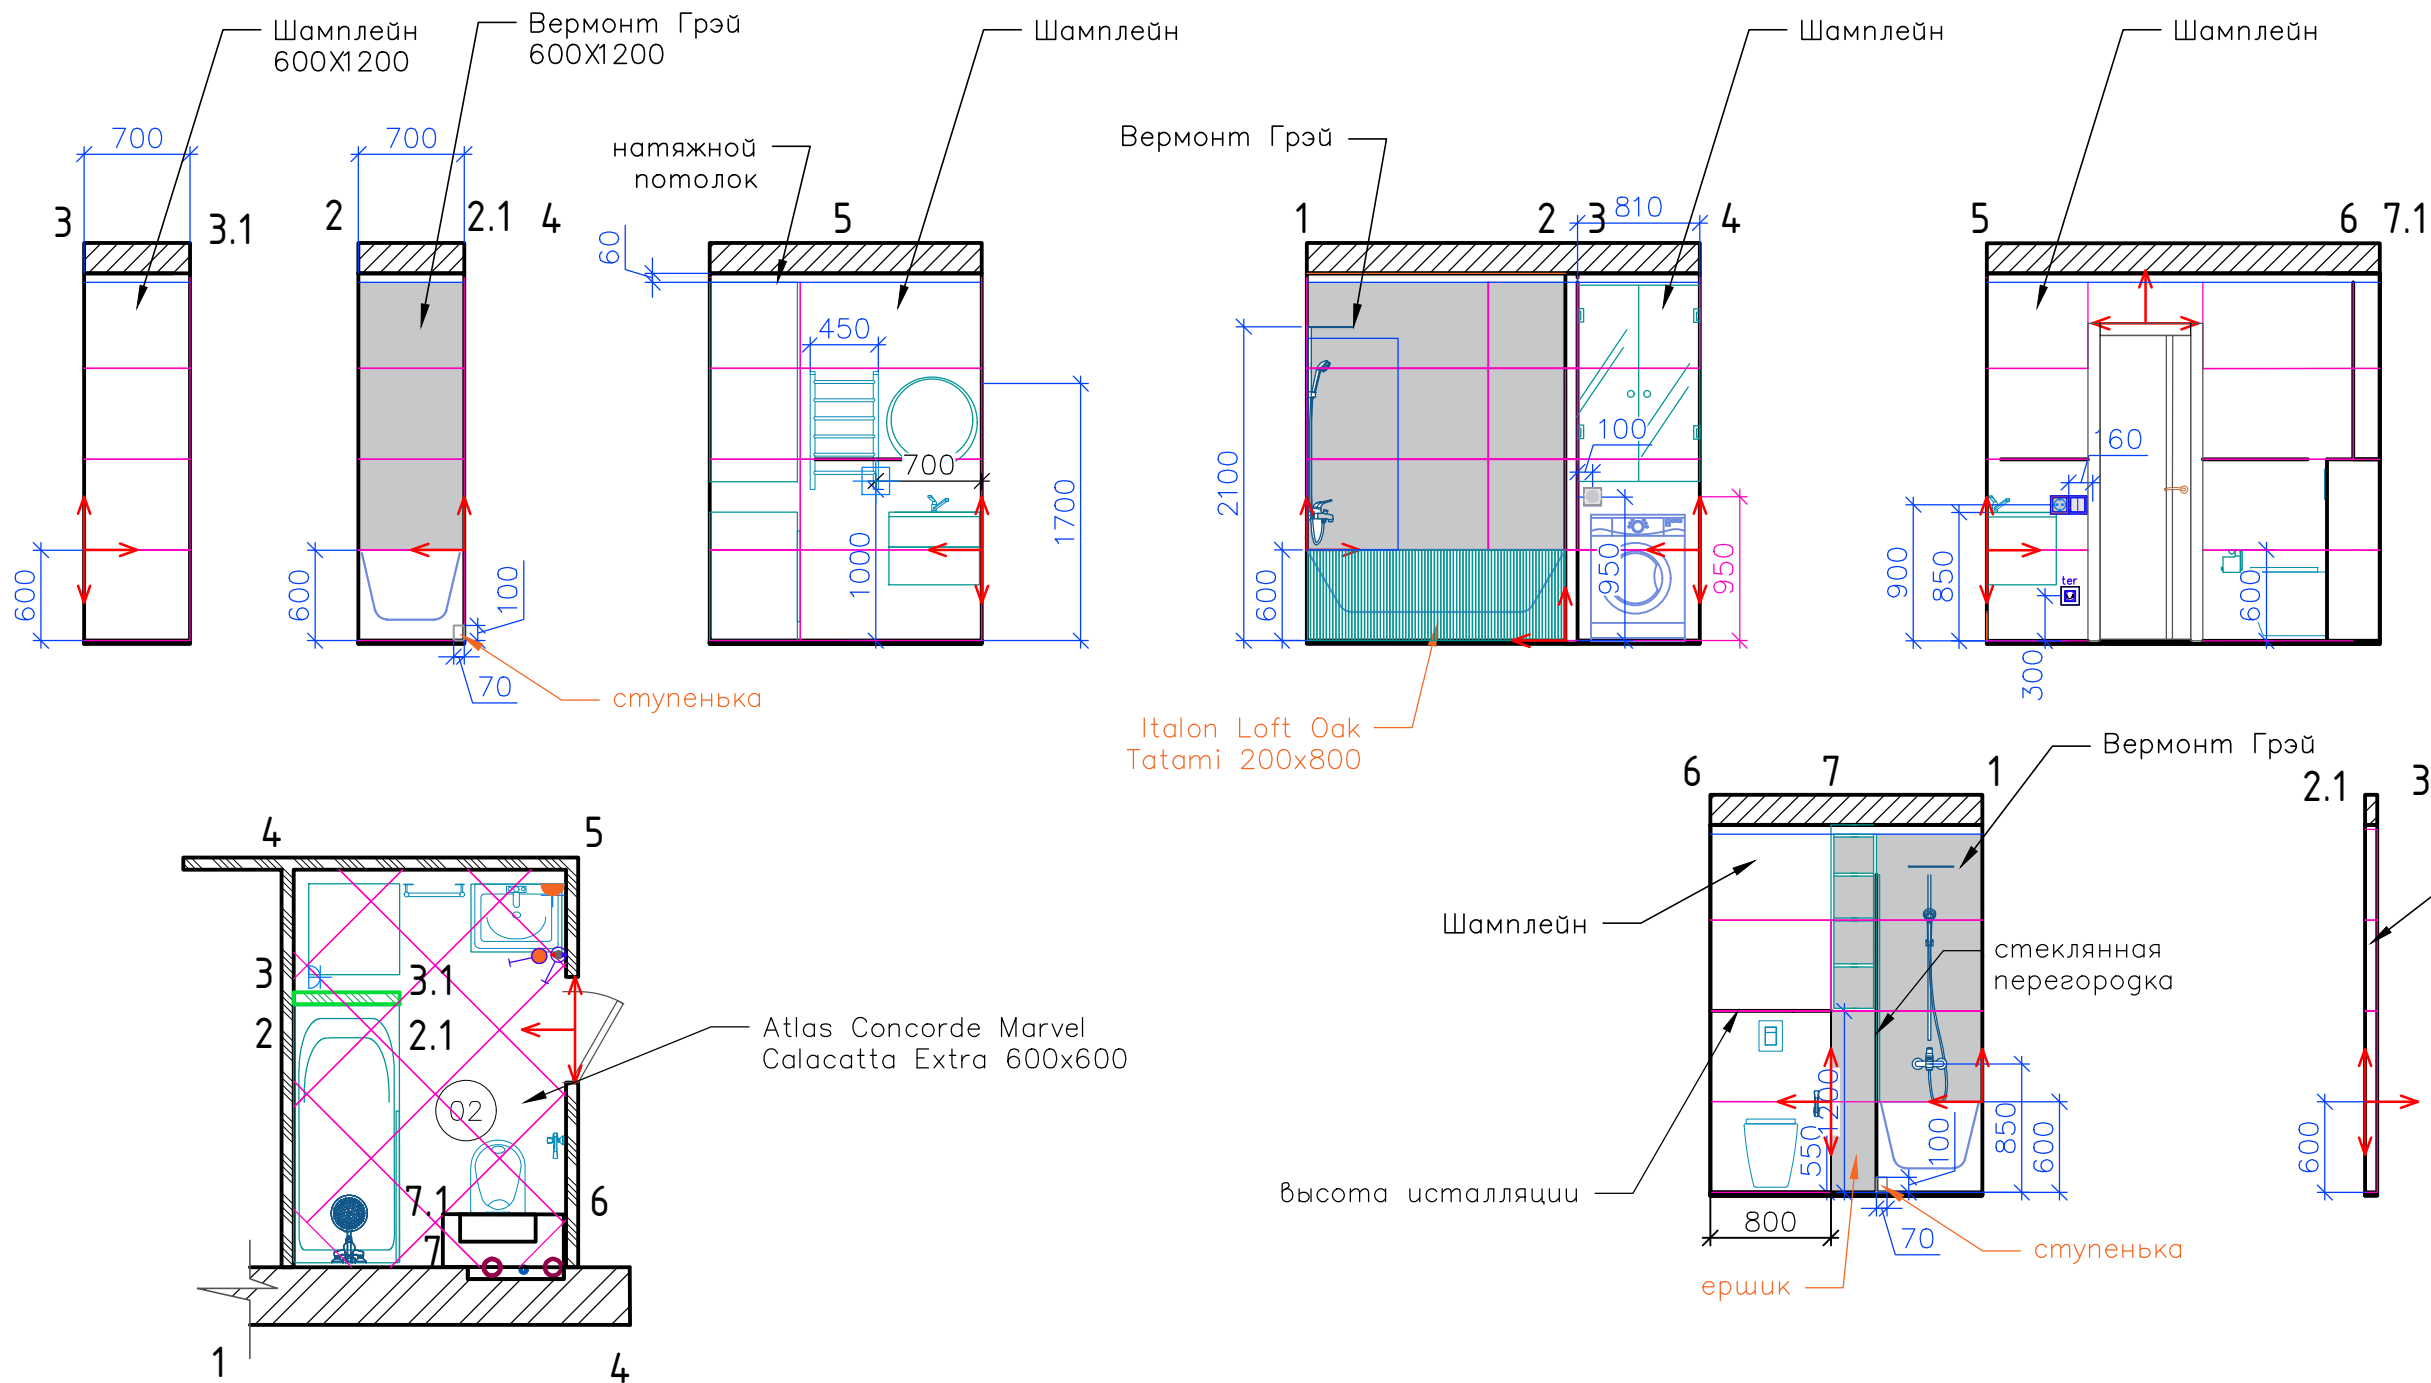 Шамплейн
600X1200
Вермонт Грэй
600X1200
Шамплейн
Шамплейн
Шамплейн
натяжной
потолок
Вермонт Грэй
700
700
3
3.1
2
2.1
4
5
1
2
3
810
4
5
6
7.1
60
450
700
1000
1700
2100
600
100
950
950
160
900
850
ter
300
600
600
600
100
70
ступенька
Italon Loft Oak
Tatami 200x800
4
5
3
3.1
2
2.1
02
7.1
7
6
1
4
Atlas Concorde Marvel
Calacatta Extra 600x600
6
7
1
Вермонт Грэй
2.1
3
Шамплейн
стеклянная
перегородка
высота исталляции
1200
550
100
850
600
800
70
ступенька
ершик
600